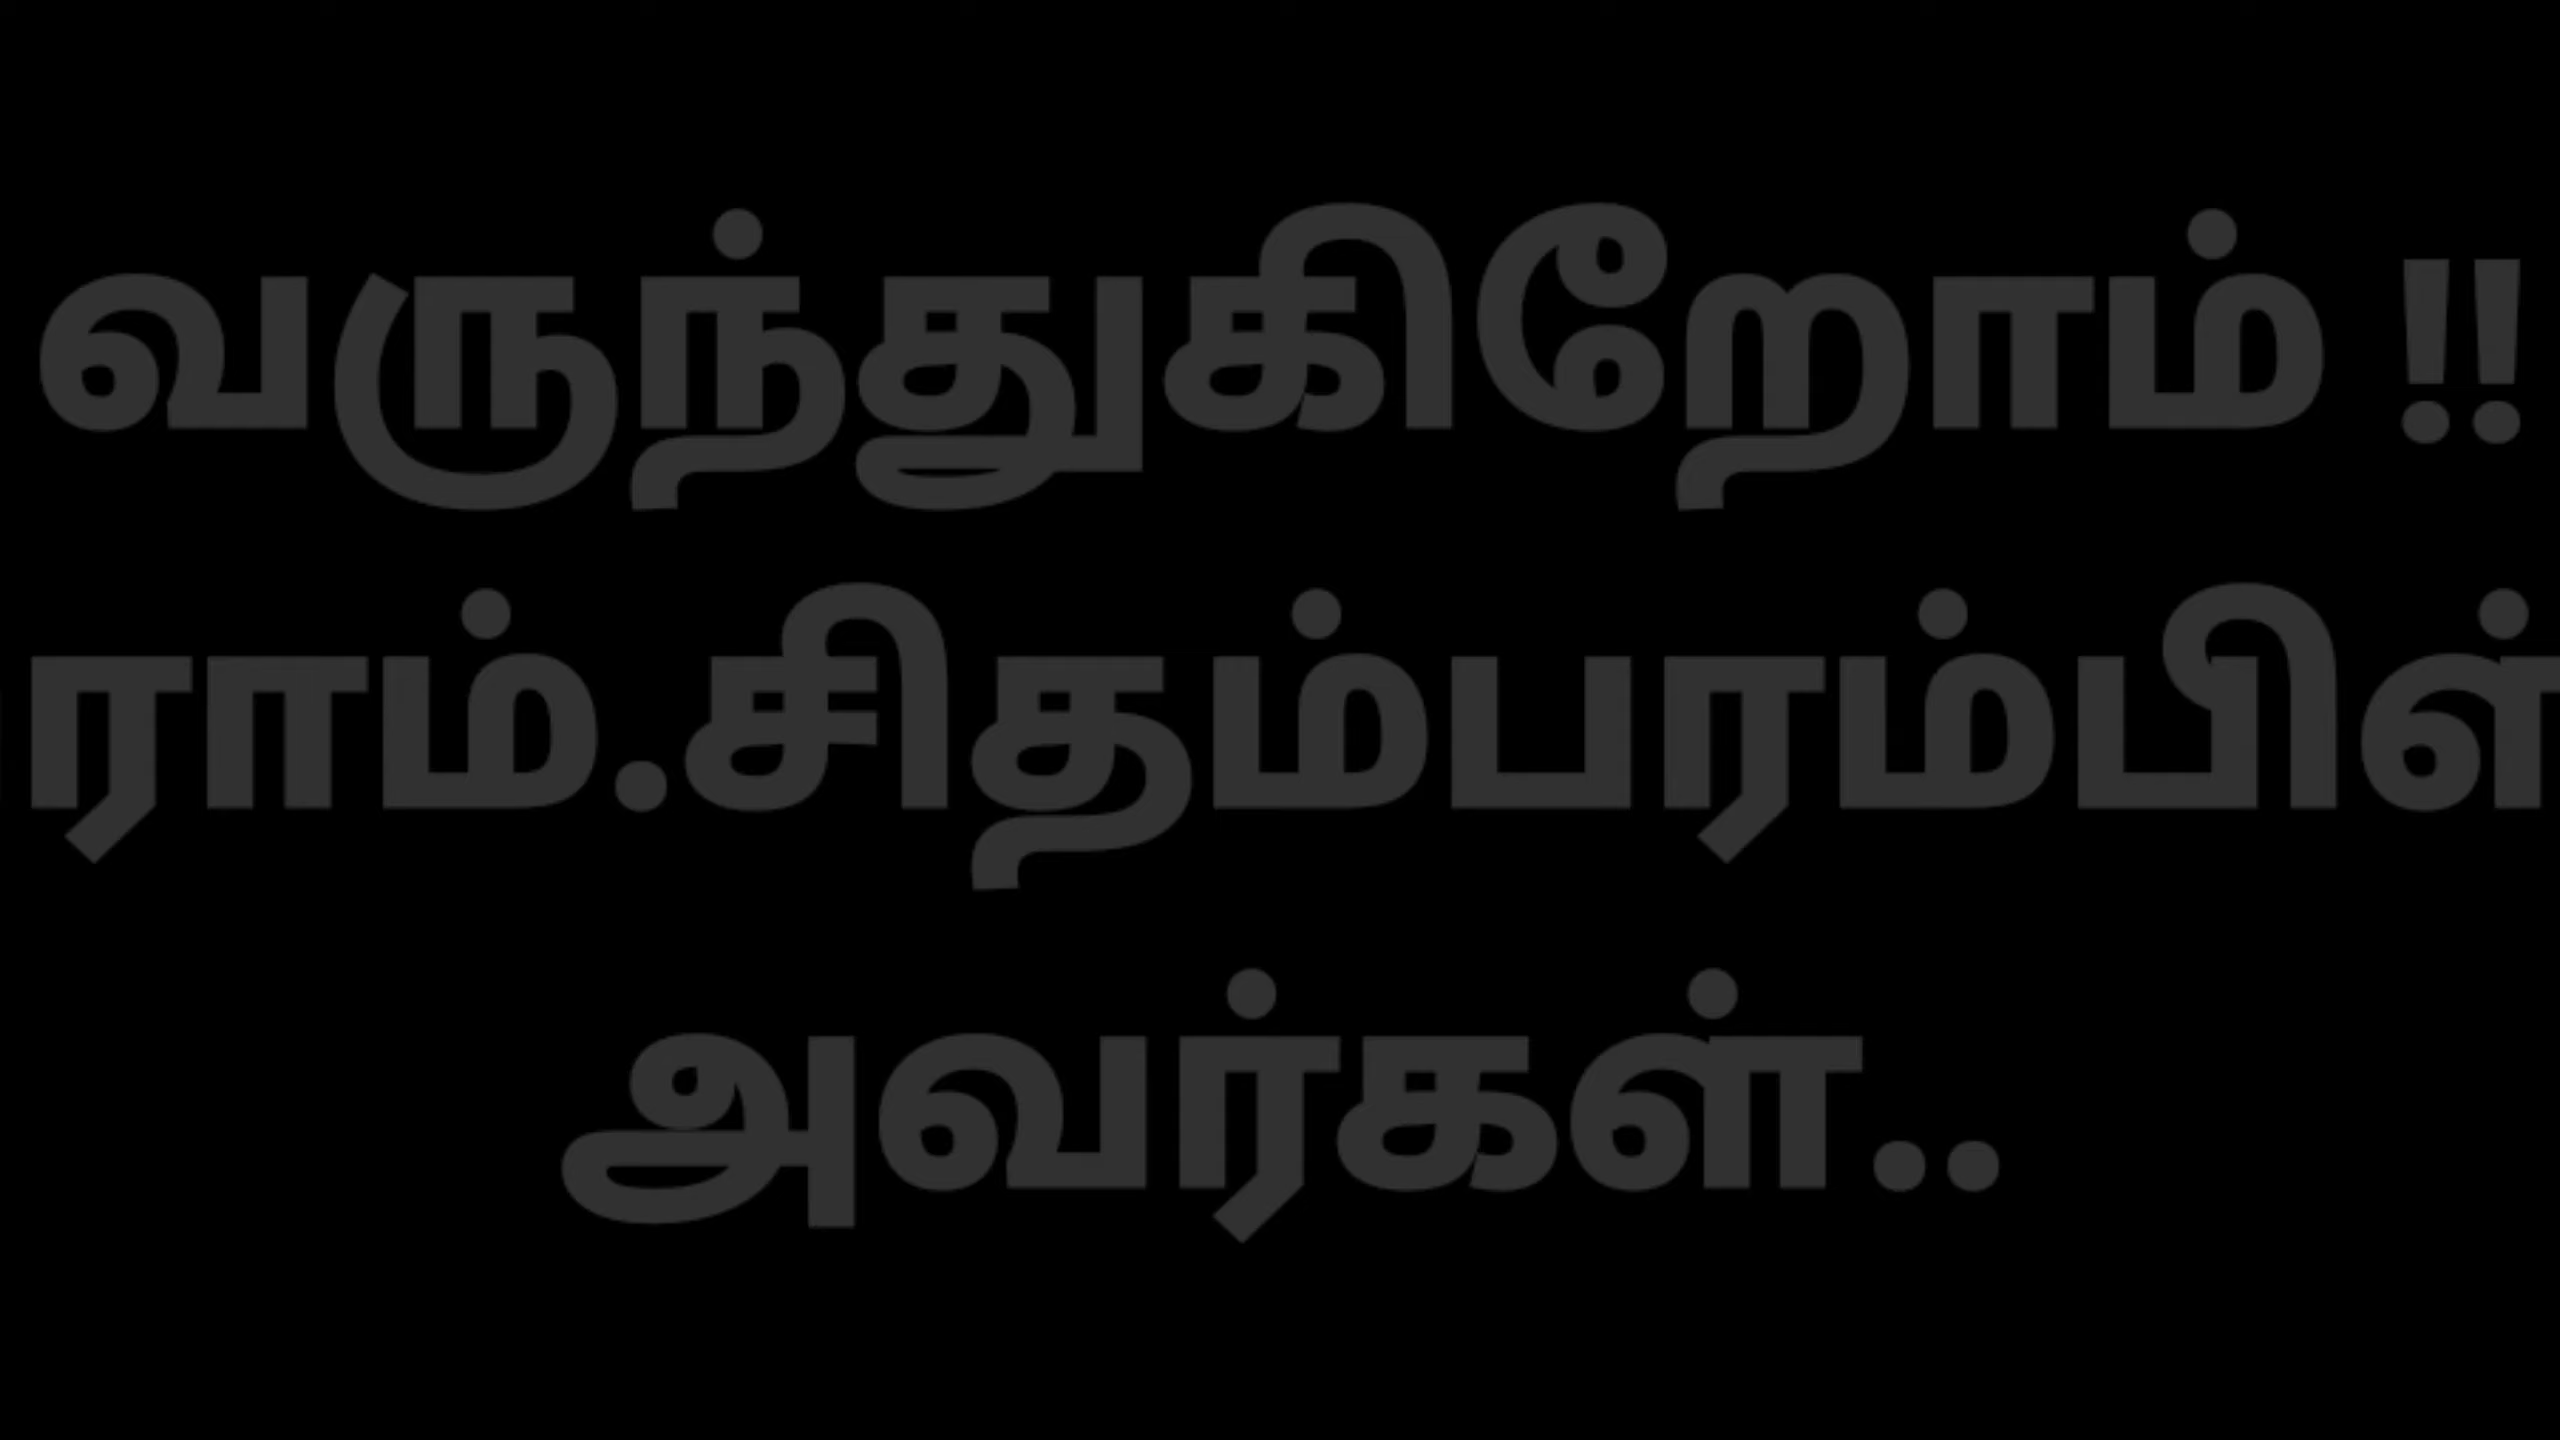 வருந்துகிறோம் !!
ராம்.சிதம்பரம்பிள்
அவர்கள்..